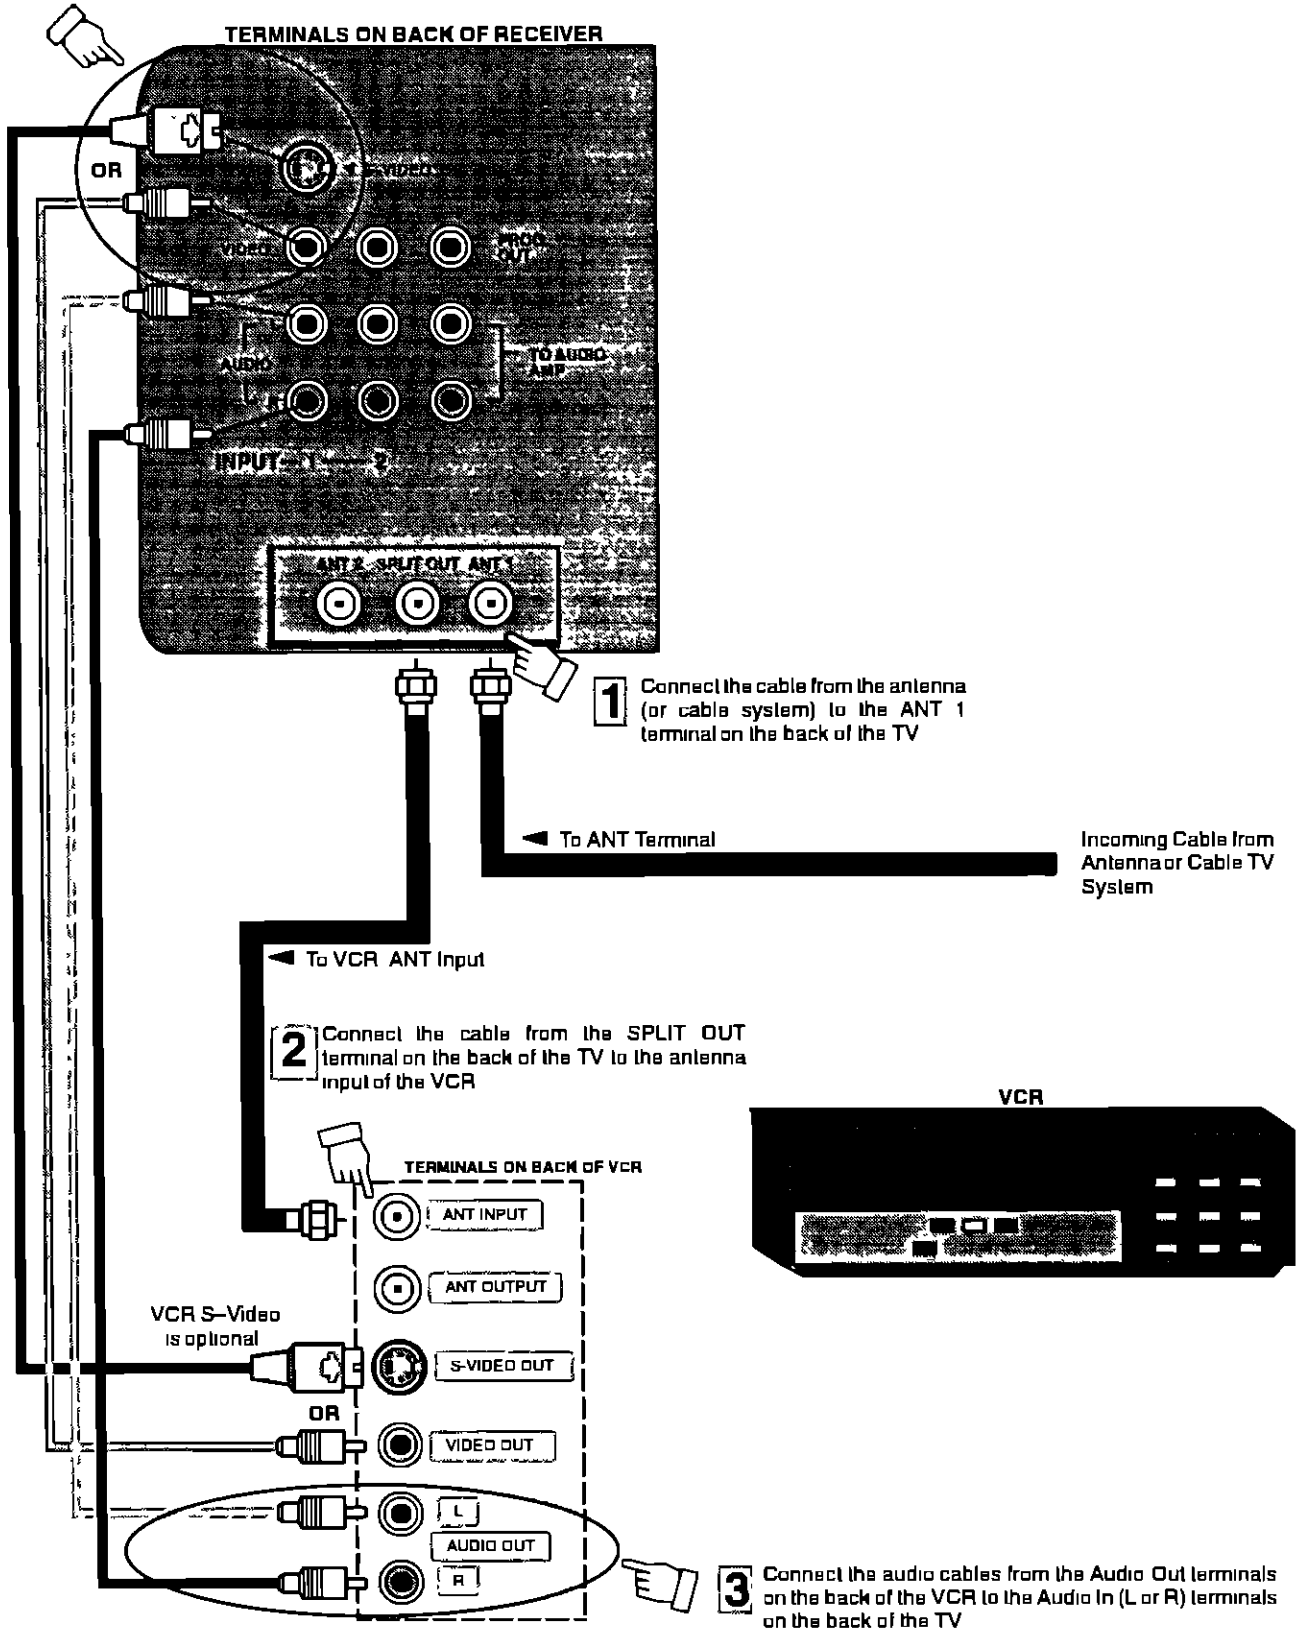 TERMINALS ON BACK OF RECEIVER
OR
S-VIDEO
VIDEO
PROG
OUT
L
AUDIO
TO AUDIO
AMP
R
INPUT 1 2
ANT 2 SPLIT OUT ANT 1
1 Connect the cable from the antenna
(or cable system) to the ANT 1
terminal on the back of the TV
To ANT Terminal
Incoming Cable from
Antenna or Cable TV
System
To VCR ANT Input
2 Connect the cable from the SPLIT OUT
terminal on the back of the TV to the antenna
input of the VCR
VCR
TERMINALS ON BACK OF VCR
ANT INPUT
ANT OUTPUT
VCR S–Video
is optional
S-VIDEO OUT
OR
VIDEO OUT
L
AUDIO OUT
R
3 Connect the audio cables from the Audio Out terminals
on the back of the VCR to the Audio In (L or R) terminals
on the back of the TV